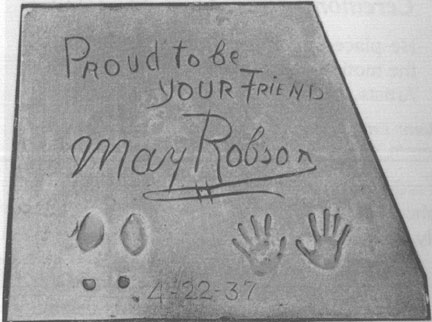 PROUD to be
YOUR FRIEND
May Robson
4-22-37